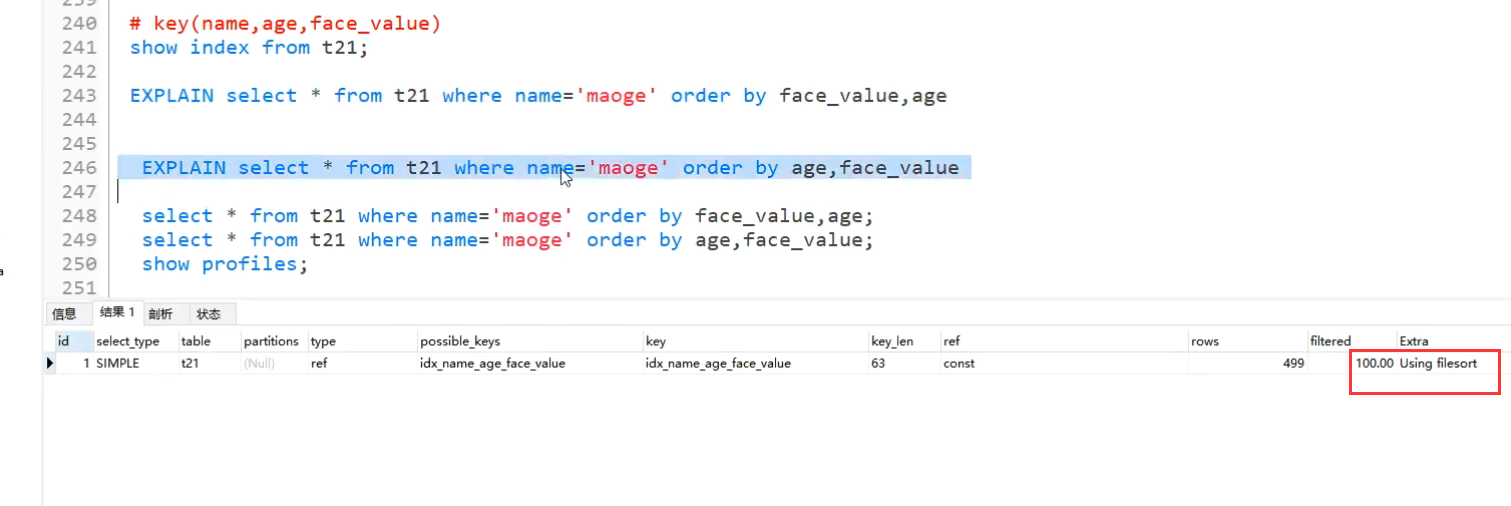 240 # key(name,age,face_value)
241 show index from t21;
242
243 EXPLAIN select * from t21 where name='maoge' order by face_value,age
244
245
246 EXPLAIN select * from t21 where name='maoge' order by age,face_value
247
248 select * from t21 where name='maoge' order by face_value,age;
249 select * from t21 where name='maoge' order by age,face_value;
250 show profiles;
251
信息 结果 1 剖析 状态
id select_type table partitions type possible_keys key key_len ref rows filtered Extra
1 SIMPLE t21 (Null) ref idx_name_age_face_value idx_name_age_face_value 63 const 499 100.00 Using filesort